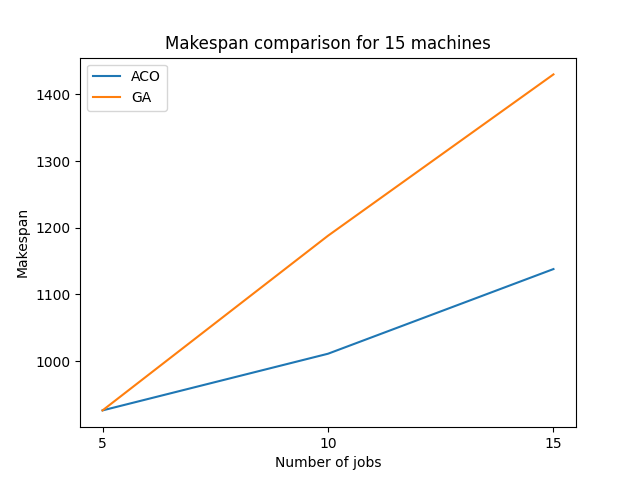 Makespan comparison for 15 machines
ACO
GA
1400
1300
1200
1100
1000
Makespan
5
10
15
Number of jobs